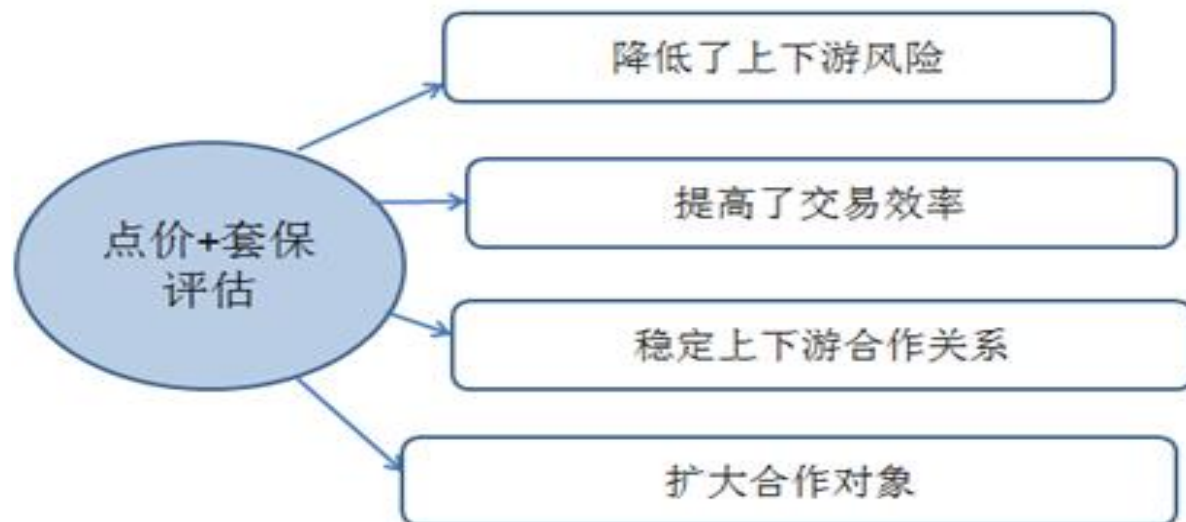 降低了上下游风险
提高了交易效率
点价+套保
评估
稳定上下游合作关系
扩大合作对象